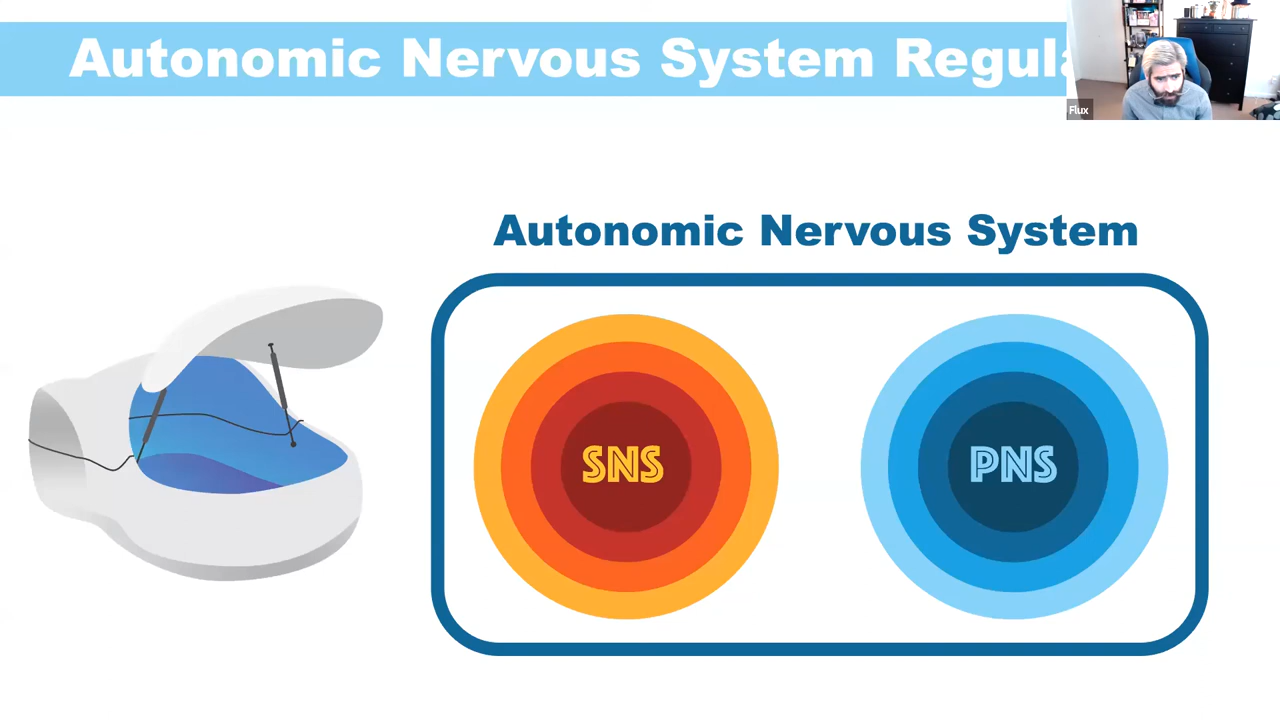 Autonomic Nervous System Regula
Flux
Autonomic Nervous System
SNS
PNS